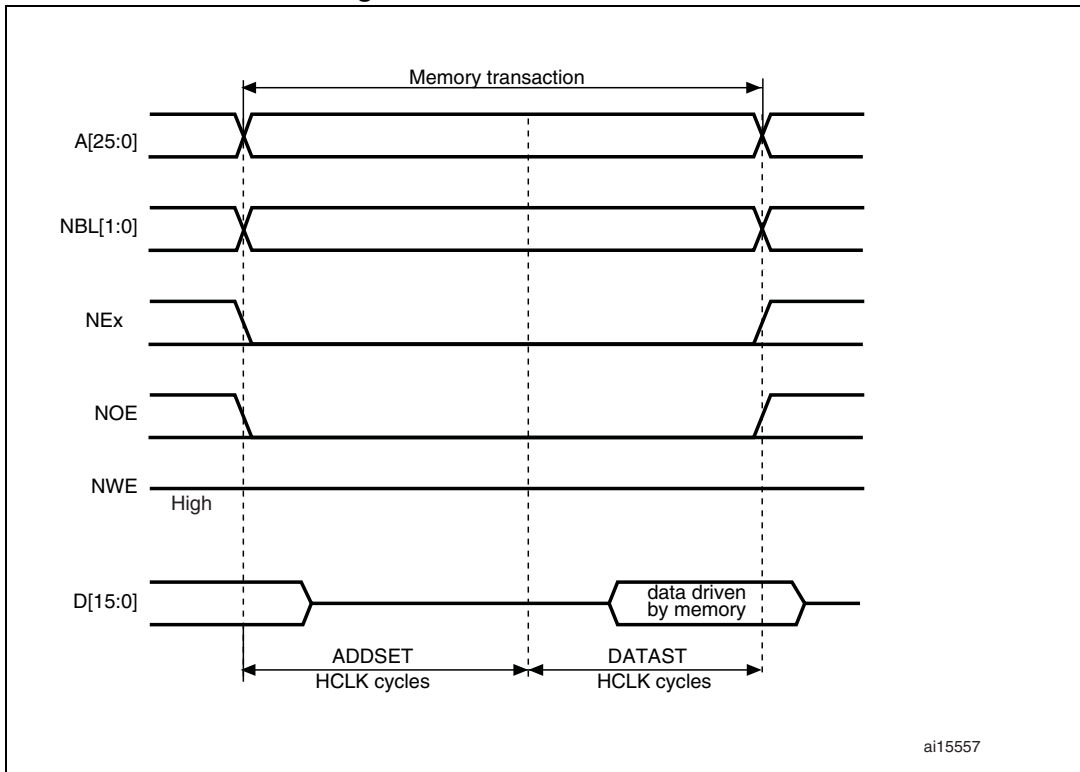 Memory transaction
A[25:0]
NBL[1:0]
NEx
NOE
NWE
High
D[15:0]
data driven
by memory
ADDSET
HCLK cycles
DATAST
HCLK cycles
ai15557